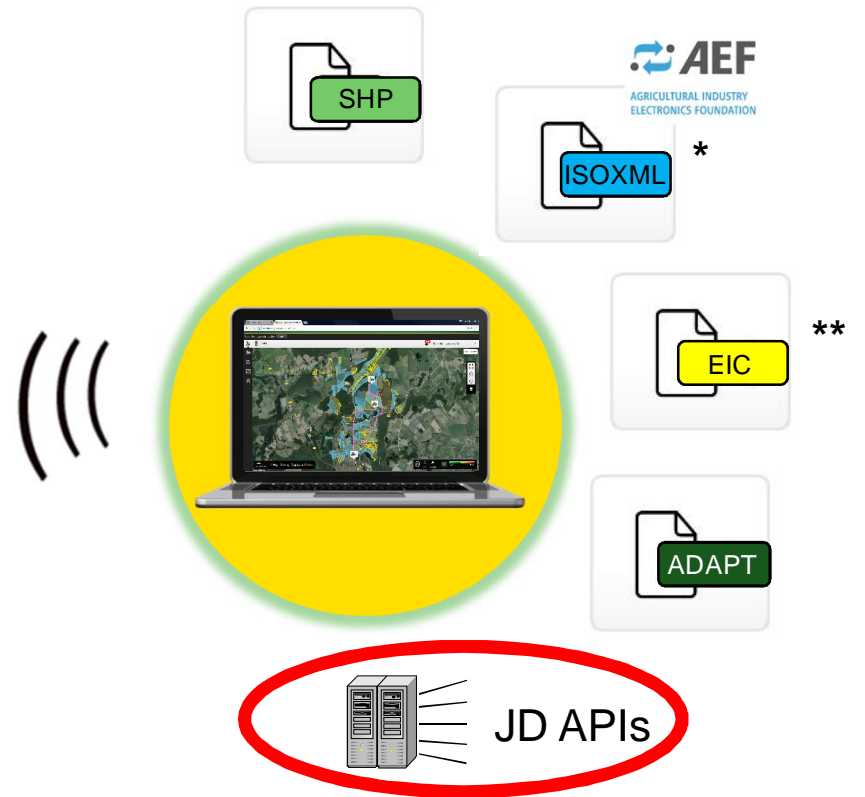 SHP
AEF
AGRICULTURAL INDUSTRY
ELECTRONICS FOUNDATION
*
ISOXML
**
EIC
ADAPT
JD APIs